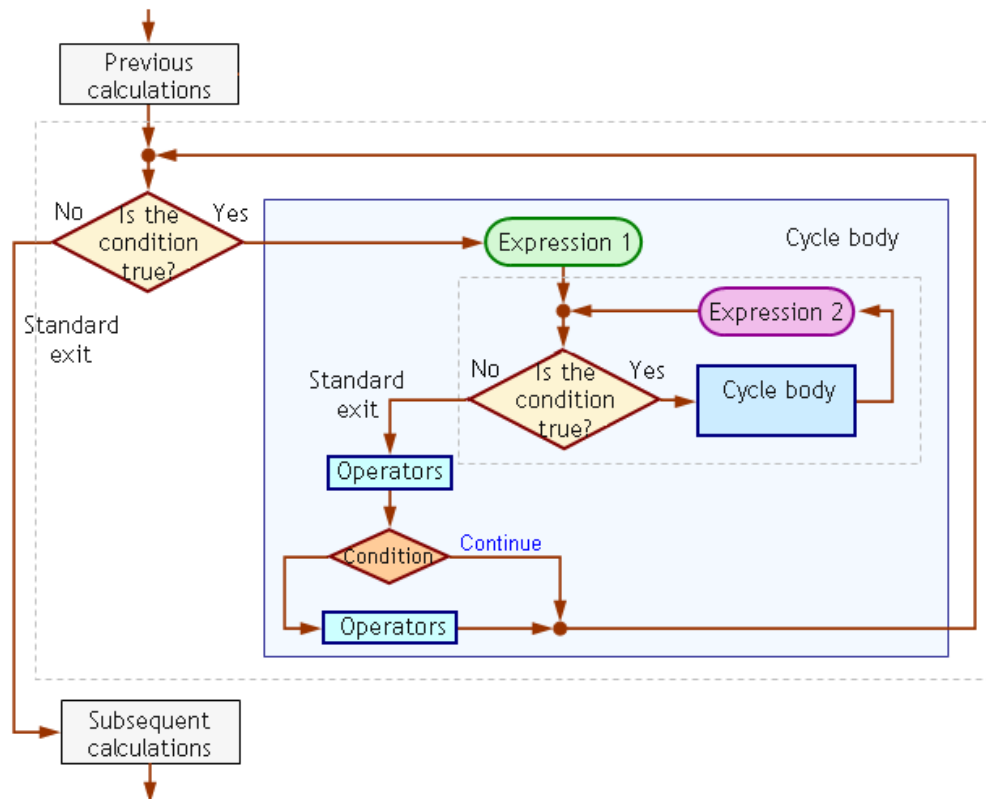 Previous
calculations
No
Is the
condition
true?
Yes
Standard
exit
Expression 1
Cycle body
Expression 2
No
Is the
condition
true?
Yes
Cycle body
Standard
exit
Operators
Condition
Continue
Operators
Subsequent
calculations